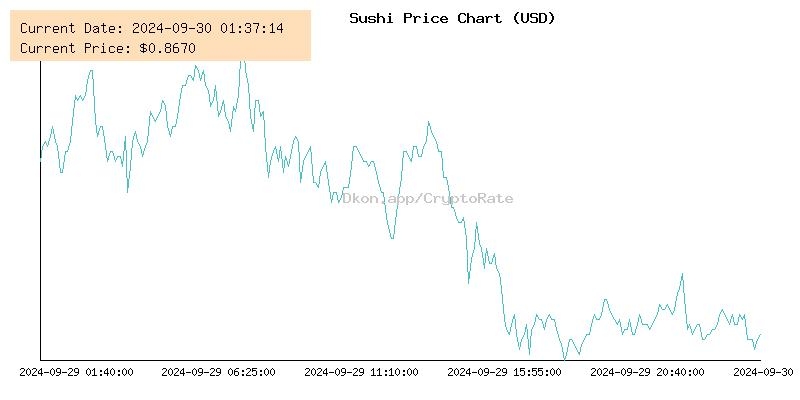 Sushi Price Chart (USD)
Current Date: 2024-09-30 01:37:14
Current Price: $0.8670
Dkon.app/CryptoRate
2024-09-29 01:40:00 2024-09-29 06:25:00 2024-09-29 11:10:00 2024-09-29 15:55:00 2024-09-29 20:40:00 2024-09-30